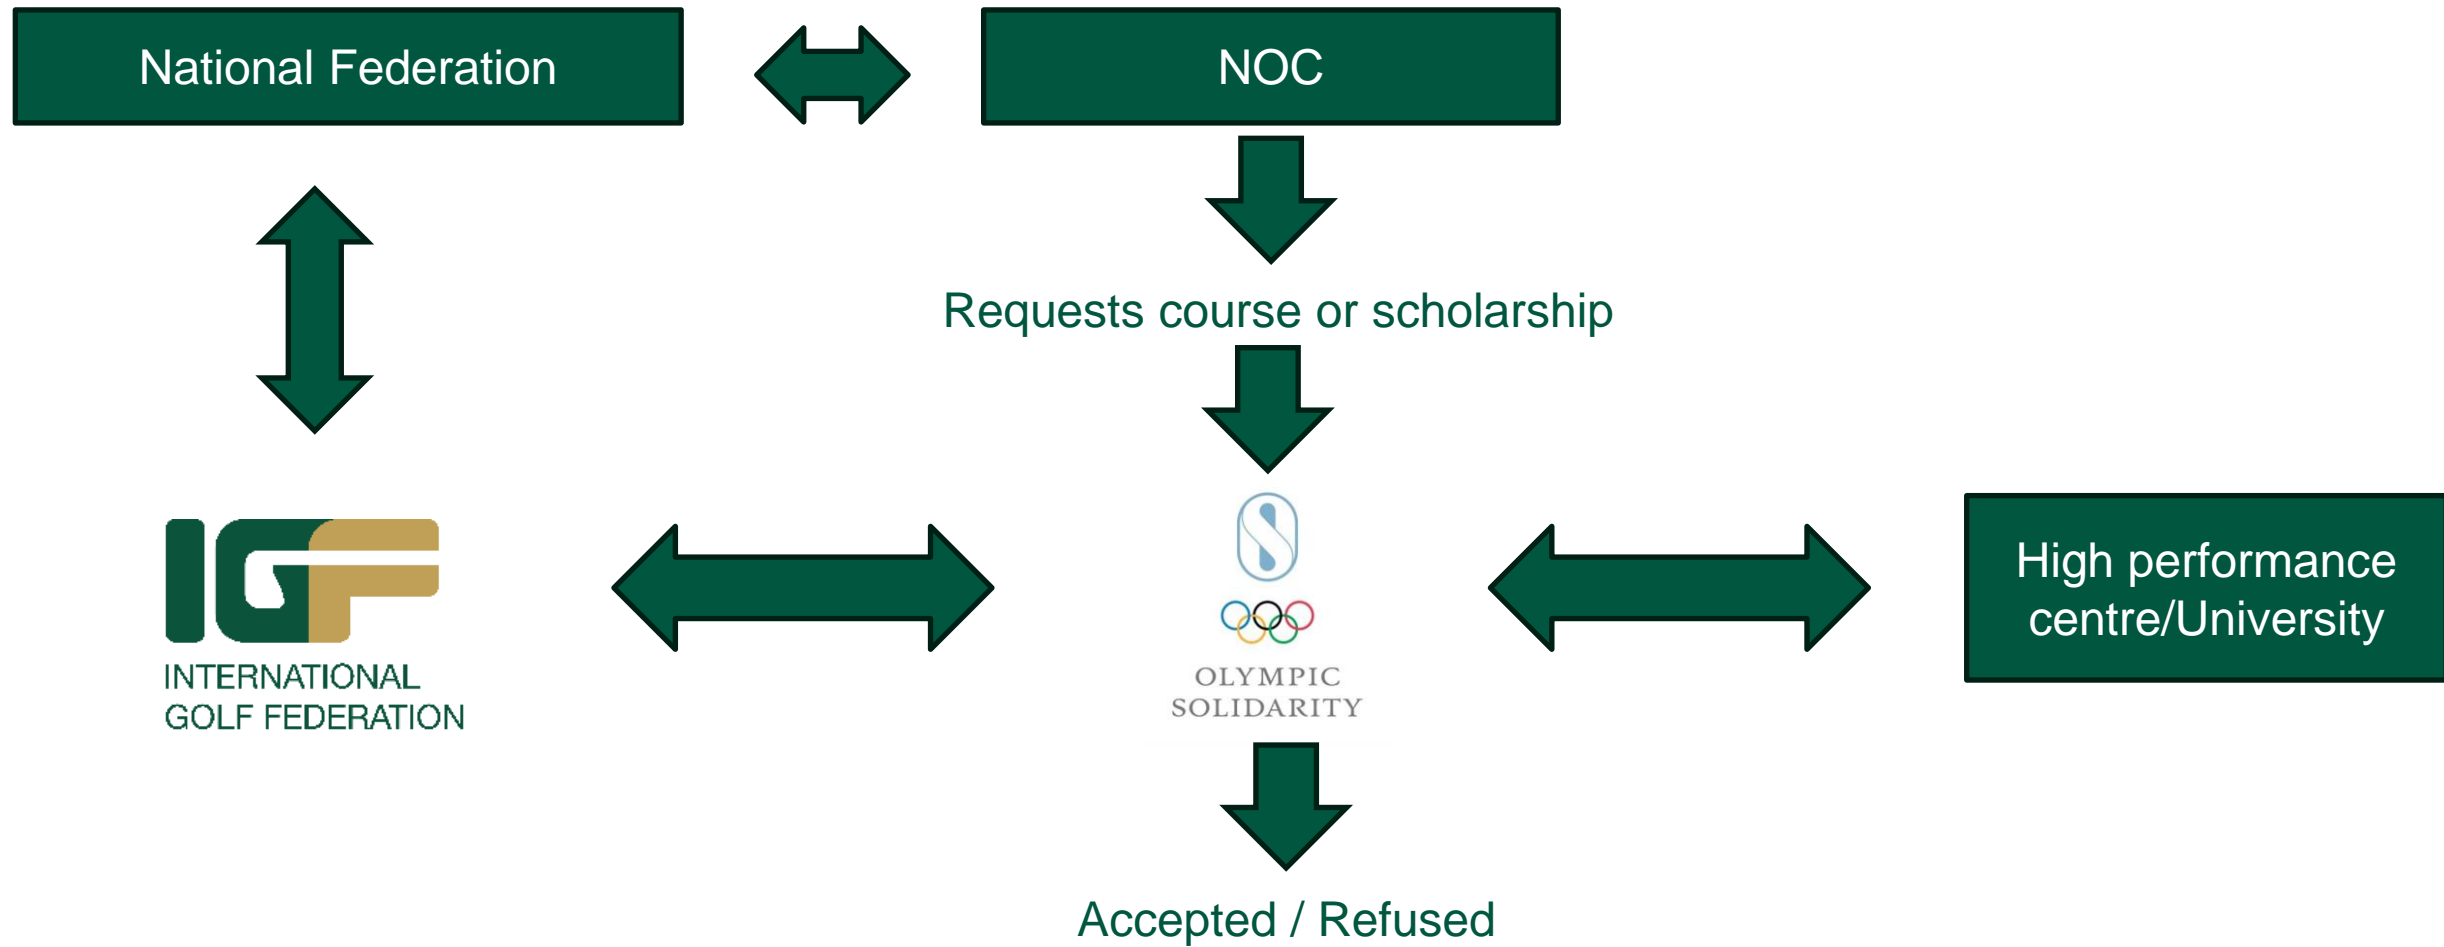 National Federation
NOC
Requests course or scholarship
IGF
INTERNATIONAL
GOLF FEDERATION
OLYMPIC
SOLIDARITY
High performance
centre/University
Accepted / Refused